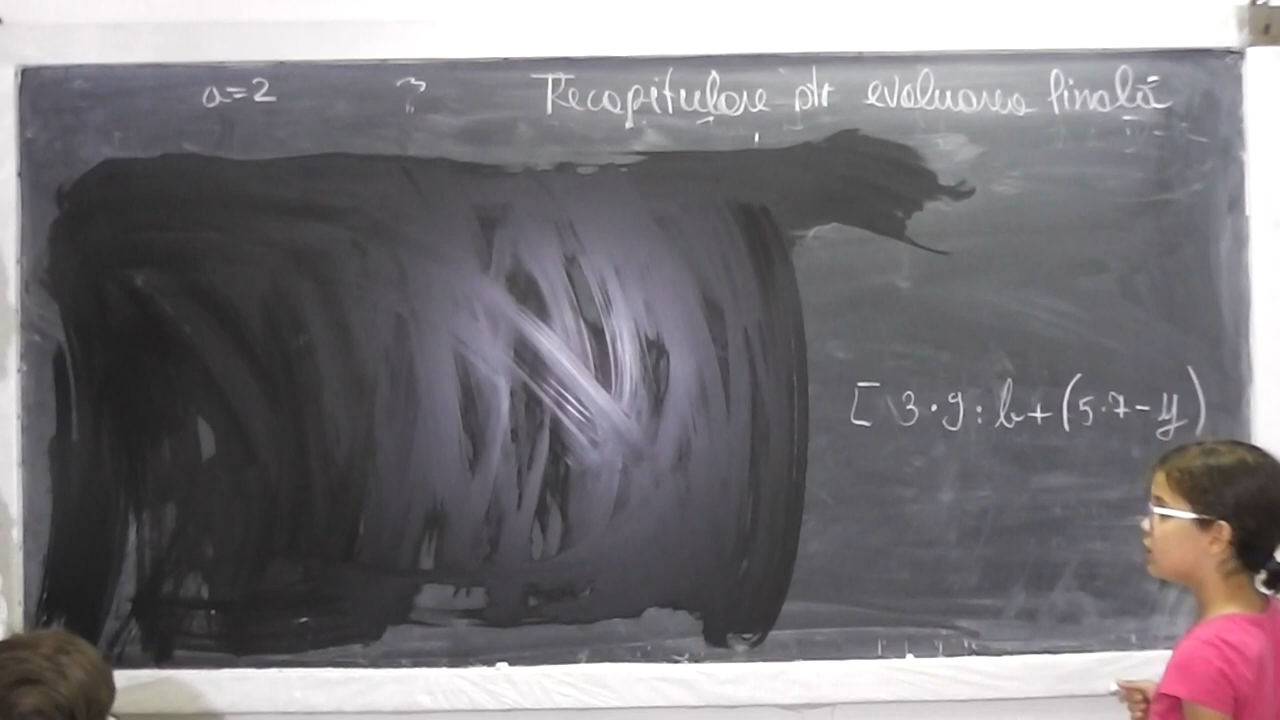 a=2
Recapitulare ptr evaluarea finală
[ 3·9: b+(5·7-y)